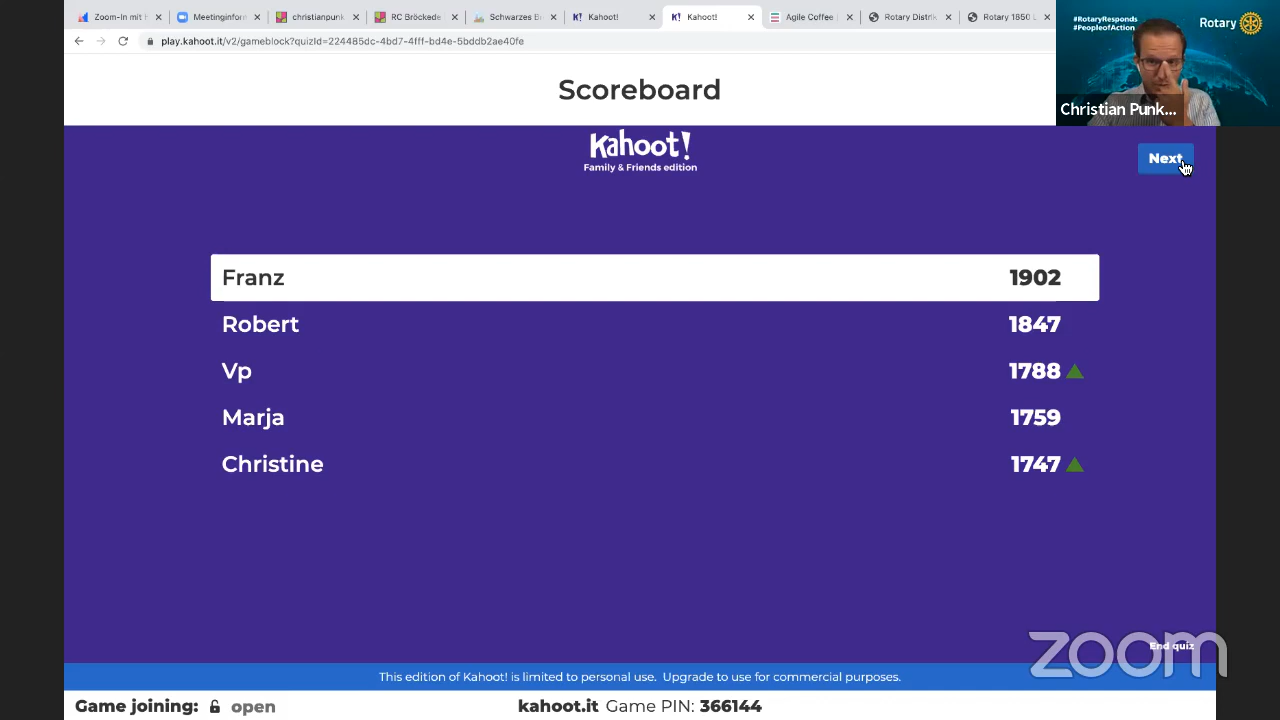 Zoom-In mit H
Meetinginform
christianpunk
RC Bröckede
Schwarzes Br
Kahoot!
Kahoot!
Agile Coffee
Rotary Distrik
Rotary 1850 L
play.kahoot.it/v2/gameblock?quizId=224485dc-4bd7-4fff-bd4e-5bddb2ae40fe
#RotaryResponds
#PeopleofAction
Rotary
Christian Punk...
Scoreboard
Kahoot!
Family & Friends edition
Next
Franz 1902
Robert 1847
Vp 1788
Marja 1759
Christine 1747
End quiz
zoom
This edition of Kahoot! is limited to personal use. Upgrade to use for commercial purposes.
Game joining: open
kahoot.it Game PIN: 366144